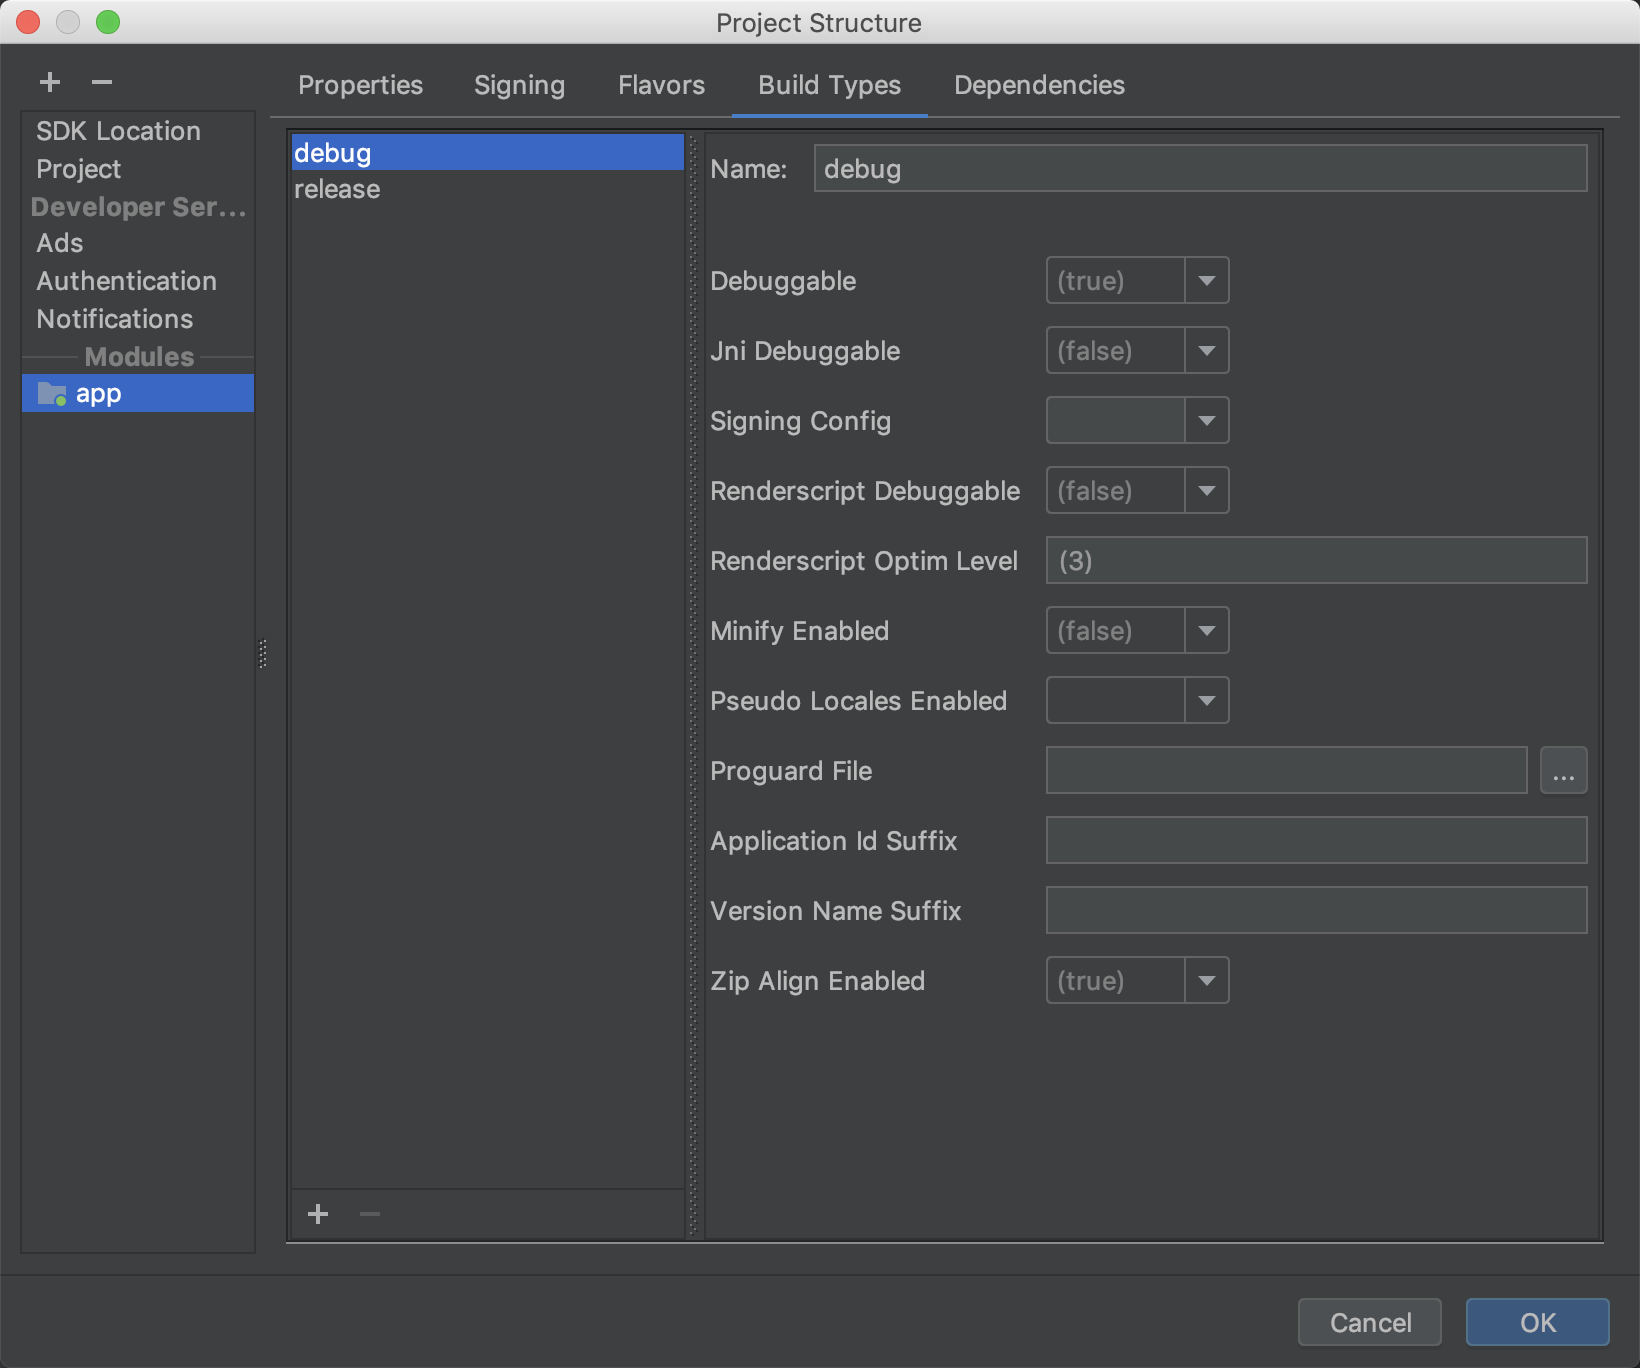 Project Structure
Properties Signing Flavors Build Types Dependencies
SDK Location
Project
Developer Ser...
Ads
Authentication
Notifications
Modules
app
debug
release
Name: debug
Debuggable (true)
Jni Debuggable (false)
Signing Config
Renderscript Debuggable (false)
Renderscript Optim Level (3)
Minify Enabled (false)
Pseudo Locales Enabled
Proguard File ...
Application Id Suffix
Version Name Suffix
Zip Align Enabled (true)
Cancel OK